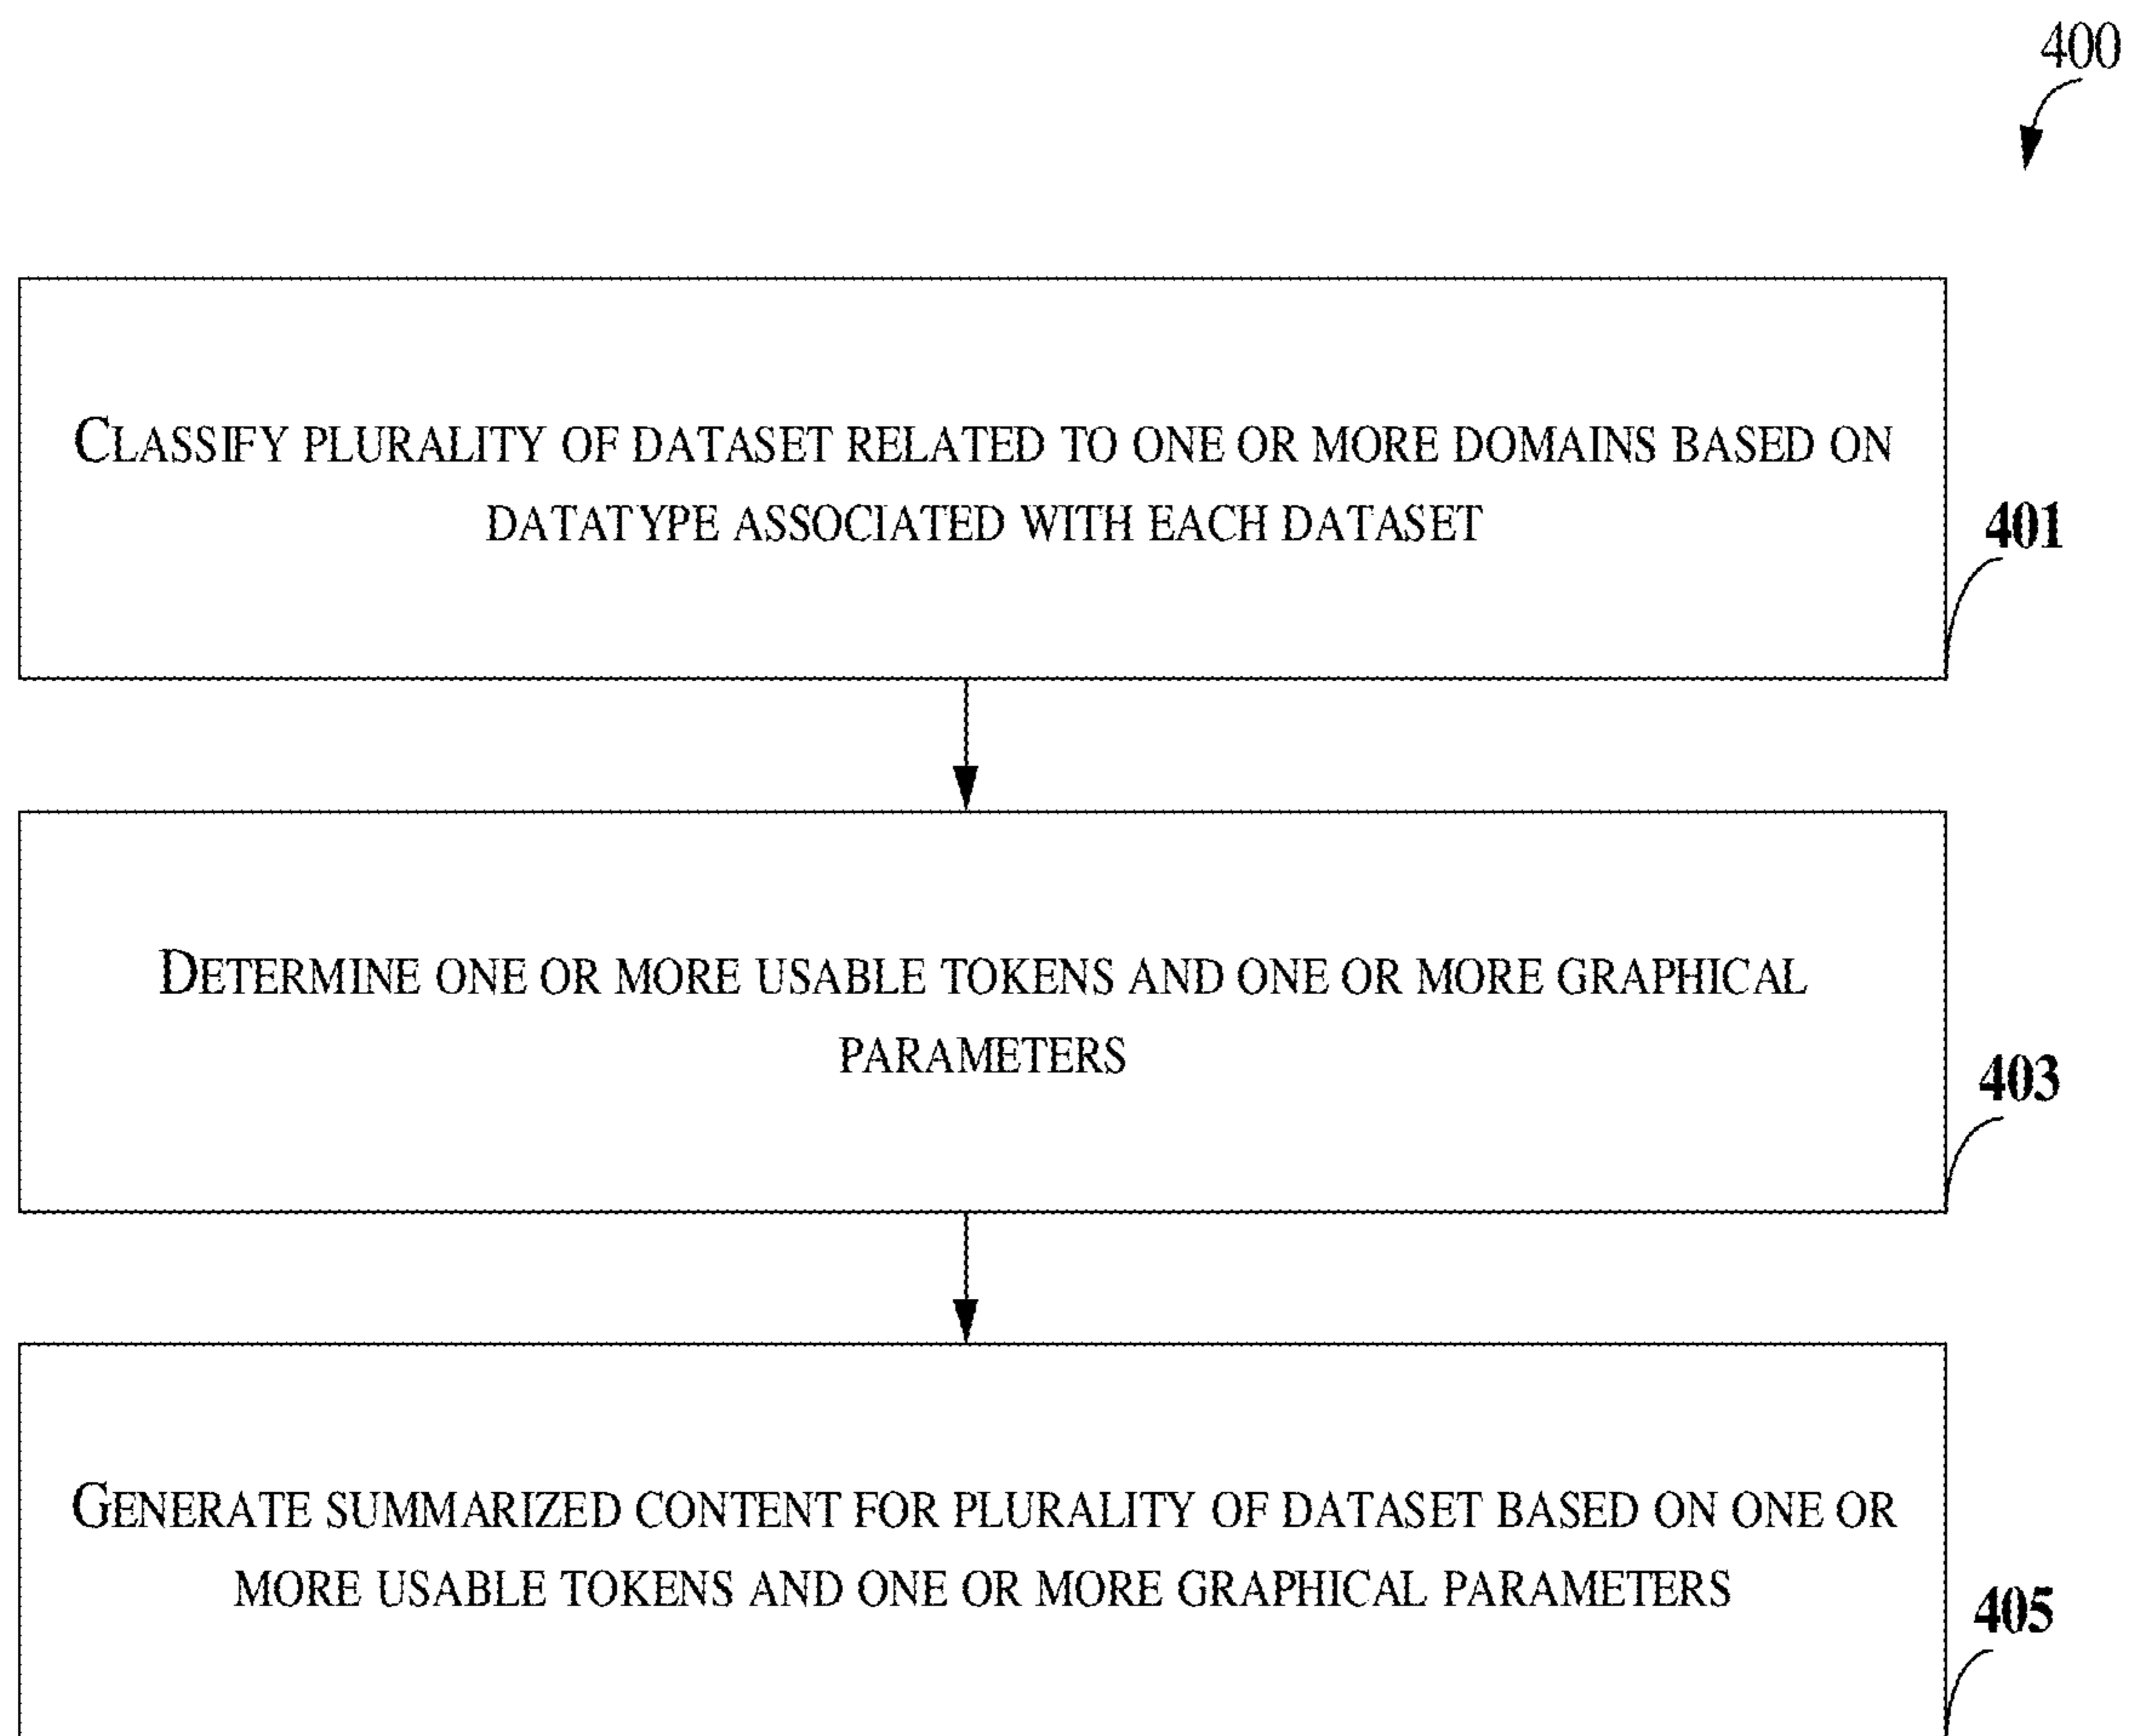 400
CLASSIFY PLURALITY OF DATASET RELATED TO ONE OR MORE DOMAINS BASED ON
DATATYPE ASSOCIATED WITH EACH DATASET
401
DETERMINE ONE OR MORE USABLE TOKENS AND ONE OR MORE GRAPHICAL
PARAMETERS
403
GENERATE SUMMARIZED CONTENT FOR PLURALITY OF DATASET BASED ON ONE OR
MORE USABLE TOKENS AND ONE OR MORE GRAPHICAL PARAMETERS
405